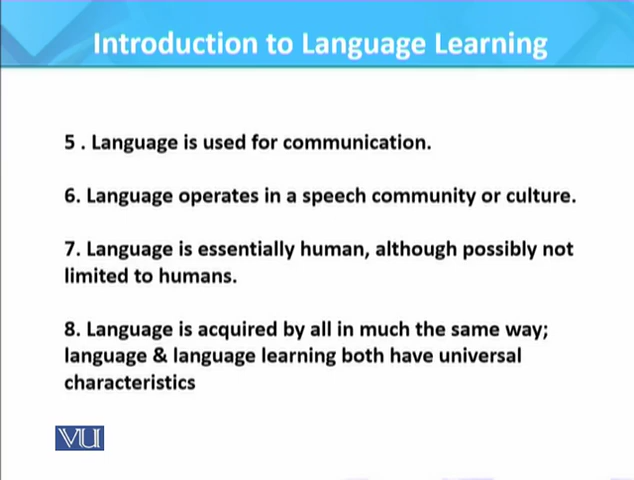 Introduction to Language Learning
5 . Language is used for communication.
6. Language operates in a speech community or culture.
7. Language is essentially human, although possibly not
limited to humans.
8. Language is acquired by all in much the same way;
language & language learning both have universal
characteristics
VU